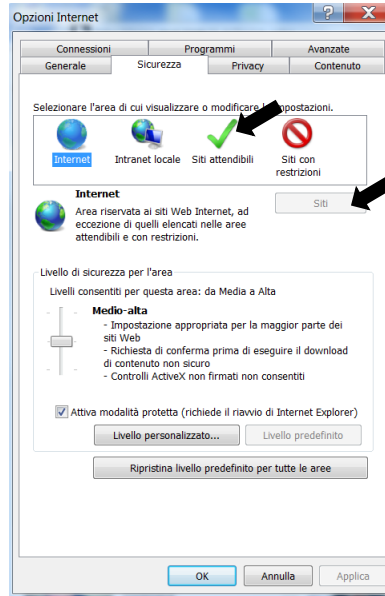 Opzioni Internet
Connessioni Programmi Avanzate
Generale Sicurezza Privacy Contenuto
Selezionare l'area di cui visualizzare o modificare le impostazioni.
Internet Intranet locale Siti attendibili Siti con
restrizioni
Internet
Siti
Area riservata ai siti Web Internet, ad
eccezione di quelli elencati nelle aree
attendibili e con restrizioni.
Livello di sicurezza per l'area
Livelli consentiti per questa area: da Media a Alta
Medio-alta
- Impostazione appropriata per la maggior parte dei
siti Web
- Richiesta di conferma prima di eseguire il download
di contenuto non sicuro
- Controlli ActiveX non firmati non consentiti
Attiva modalità protetta (richiede il riavvio di Internet Explorer)
Livello personalizzato... Livello predefinito
Ripristina livello predefinito per tutte le aree
OK Annulla Applica